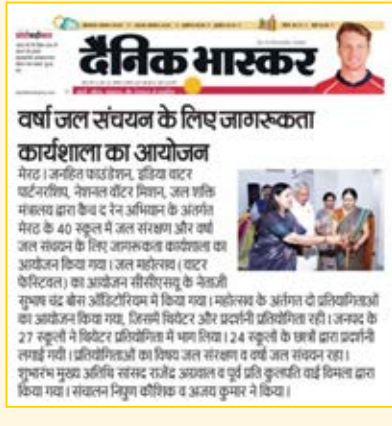 दैनिक भास्कर
वर्षा जल संचयन के लिए जागरूकता
कार्यशाला का आयोजन
मेरठ। जनहित फाउंडेशन, इंडिया वाटर
पार्टनरशिप, नेशनल वॉटर मिशन, जल शक्ति
मंत्रालय द्वारा कैच द रेन अभियान के अंतर्गत
मेरठ के 40 स्कूल में जल संरक्षण और वर्षा
जल संचयन के लिए जागरूकता कार्यशाला का
आयोजन किया गया। जल महोत्सव (वाटर
फेस्टिवल) का आयोजन सीसीएसयू के नेताजी
सुभाष चंद्र बोस ऑडिटोरियम में किया गया। महोत्सव के अंतर्गत दो प्रतियोगिताओं
का आयोजन किया गया, जिसमें थियेटर और प्रदर्शनी प्रतियोगिता रही। जनपद के
27 स्कूलों ने थियेटर प्रतियोगिता में भाग लिया। 24 स्कूलों के छात्रों द्वारा प्रदर्शनी
लगाई गयी। प्रतियोगिताओं का विषय जल संरक्षण व वर्षा जल संचयन रहा।
शुभारंभ मुख्य अतिथि सांसद राजेंद्र अग्रवाल व पूर्व प्रति कुलपति वाई विमला द्वारा
किया गया। संचालन निपुण कौशिक व अजय कुमार ने किया।